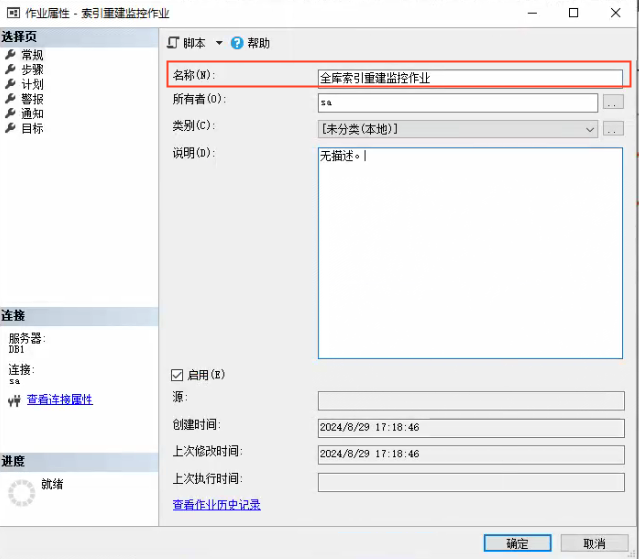 作业属性 - 索引重建监控作业
选择页
常规
步骤
计划
警报
通知
目标
连接
服务器:
DB1
连接:
sa
查看连接属性
进度
就绪
脚本
帮助
名称(N):
全库索引重建监控作业
所有者(O):
sa
..
类别(C):
[未分类(本地)]
..
说明(D):
无描述。
启用(E)
源:
创建时间:
2024/8/29 17:18:46
上次修改时间:
2024/8/29 17:18:46
上次执行时间:
查看作业历史记录
确定
取消